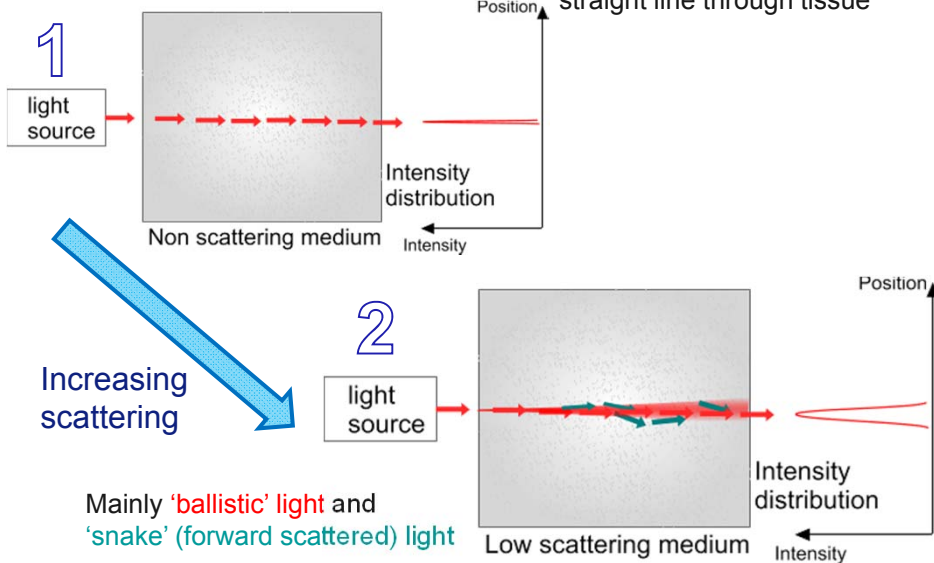 Position
straight line through tissue
1
light
source
Intensity
distribution
Non scattering medium
Intensity
Position
2
Increasing
scattering
light
source
Intensity
distribution
Mainly ‘ballistic’ light and
‘snake’ (forward scattered) light
Low scattering medium
Intensity